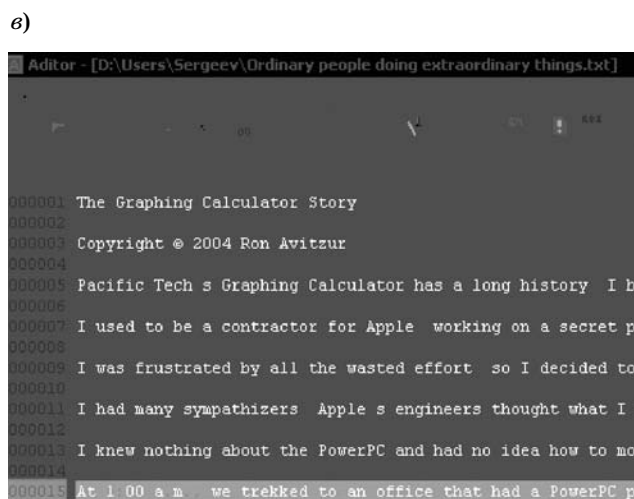 в)
Aditor - [D:\Users\Sergeev\Ordinary people doing extraordinary things.txt]
000001 The Graphing Calculator Story
000002
000003 Copyright © 2004 Ron Avitzur
000004
000005 Pacific Tech s Graphing Calculator has a long history I
000006
000007 I used to be a contractor for Apple working on a secret
000008
000009 I was frustrated by all the wasted effort so I decided to
000010
000011 I had many sympathizers Apple s engineers thought what I
000012
000013 I knew nothing about the PowerPC and had no idea how to
000014
000015 At 1 00 a m., we trekked to an office that had a PowerPC